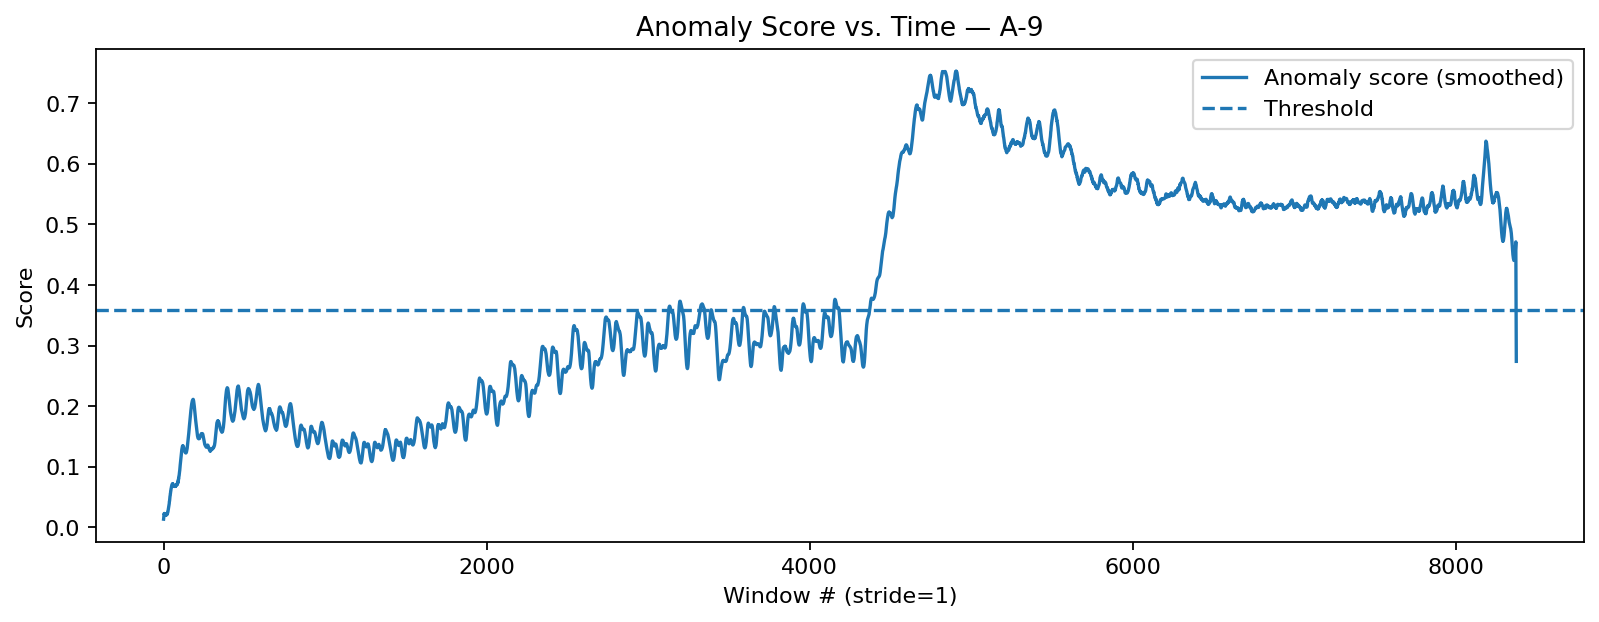 Anomaly Score vs. Time — A-9
Anomaly score (smoothed)
Threshold
Score
0.7
0.6
0.5
0.4
0.3
0.2
0.1
0.0
0 2000 4000 6000 8000
Window # (stride=1)